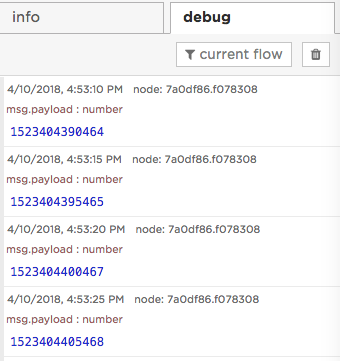 info
debug
current flow
4/10/2018, 4:53:10 PM node: 7a0df86.f078308
msg.payload : number
1523404390464
4/10/2018, 4:53:15 PM node: 7a0df86.f078308
msg.payload : number
1523404395465
4/10/2018, 4:53:20 PM node: 7a0df86.f078308
msg.payload : number
1523404400467
4/10/2018, 4:53:25 PM node: 7a0df86.f078308
msg.payload : number
1523404405468